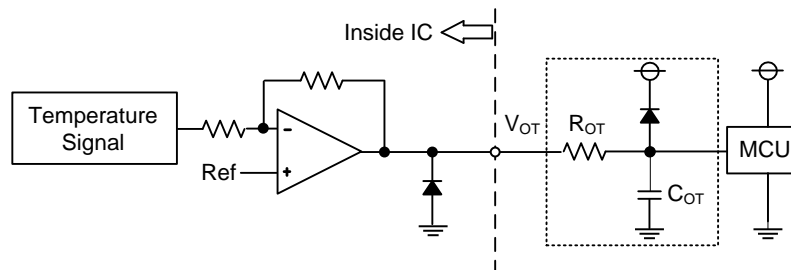 Inside IC
Temperature
Signal
-
+
Ref
VOT
ROT
COT
MCU